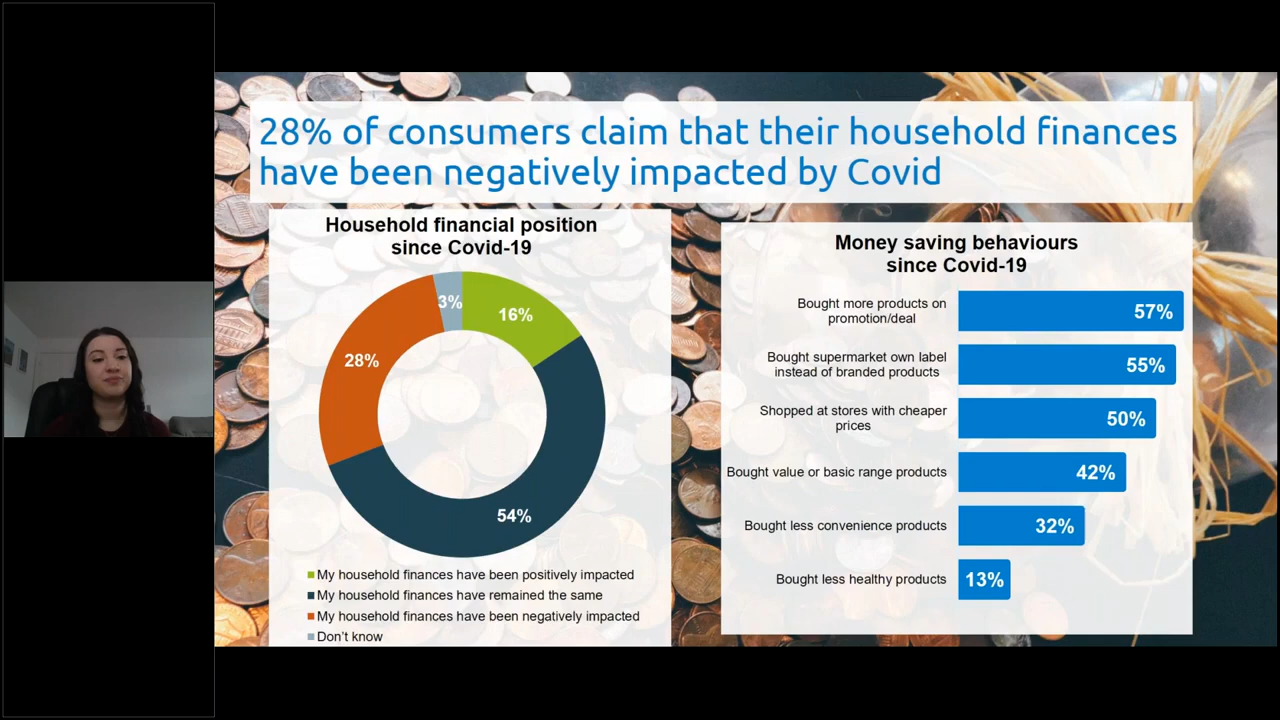 28% of consumers claim that their household finances
have been negatively impacted by Covid
Household financial position
since Covid-19
3%
16%
28%
54%
My household finances have been positively impacted
My household finances have remained the same
My household finances have been negatively impacted
Don't know
Money saving behaviours
since Covid-19
Bought more products on
promotion/deal
57%
Bought supermarket own label
instead of branded products
55%
Shopped at stores with cheaper
prices
50%
Bought value or basic range products
42%
Bought less convenience products
32%
Bought less healthy products
13%